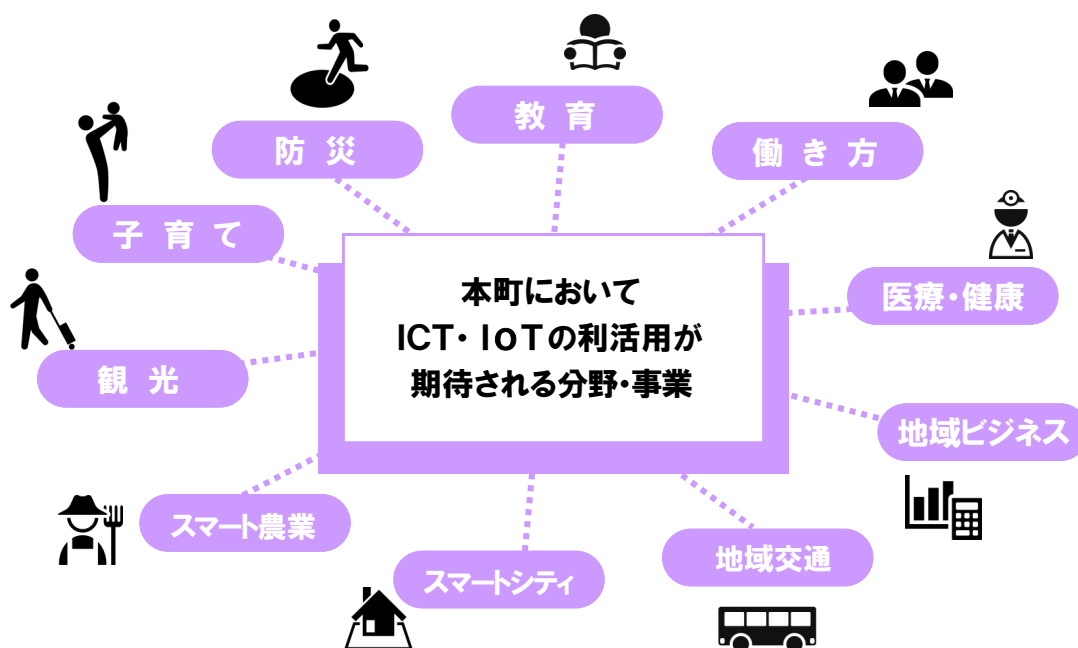 教育
防災
働き方
子育て
本町において
ICT・IoTの利活用が
期待される分野・事業
医療・健康
観光
地域ビジネス
スマート農業
地域交通
スマートシティ